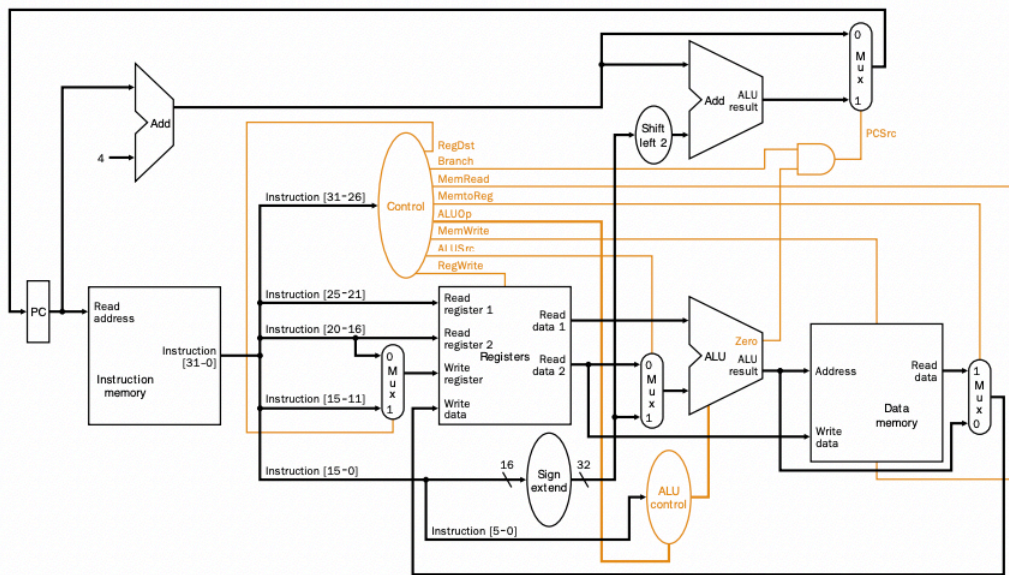 0
M
u
x
1
Add
4
Add
ALU
result
Shift
left 2
PCSrc
RegDst
Branch
MemRead
MemtoReg
ALUOp
MemWrite
ALUSrc
RegWrite
Control
Instruction [31–26]
PC
Read
address
Instruction
[31–0]
Instruction
memory
Instruction [25–21]
Instruction [20–16]
Instruction [15–11]
0
M
u
x
1
Read
register 1
Read
register 2
Write
register
Write
data
Registers
Read
data 1
Read
data 2
0
M
u
x
1
Zero
ALU
ALU
result
Address
Write
data
Read
data
Data
memory
1
M
u
x
0
Instruction [15–0]
16
Sign
extend
32
Instruction [5–0]
ALU
control